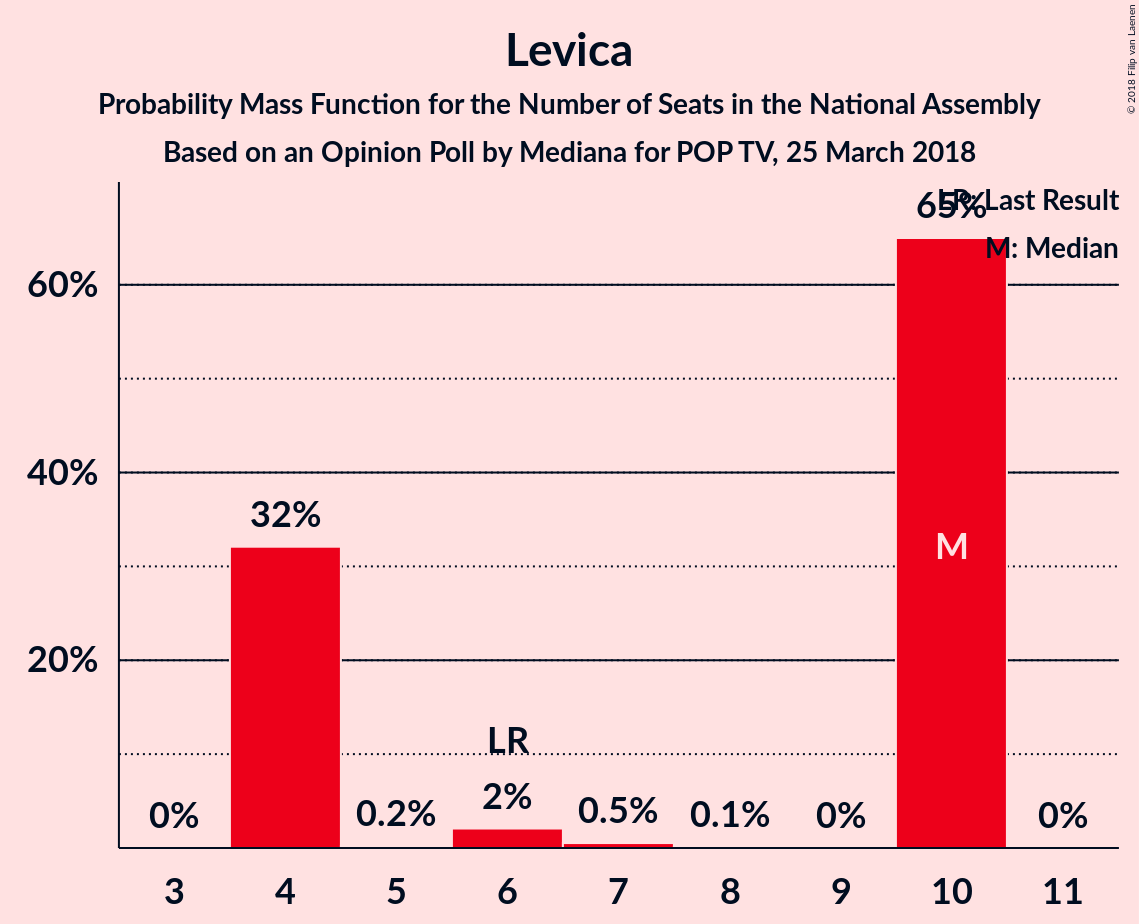 Levica
Probability Mass Function for the Number of Seats in the National Assembly
Based on an Opinion Poll by Mediana for POP TV, 25 March 2018
© 2018 Filip van Laenen
LR: Last Result
M: Median
65%
60%
40%
20%
32%
M
LR
0%
0.2%
2%
0.5%
0.1%
0%
0%
3 4 5 6 7 8 9 10 11